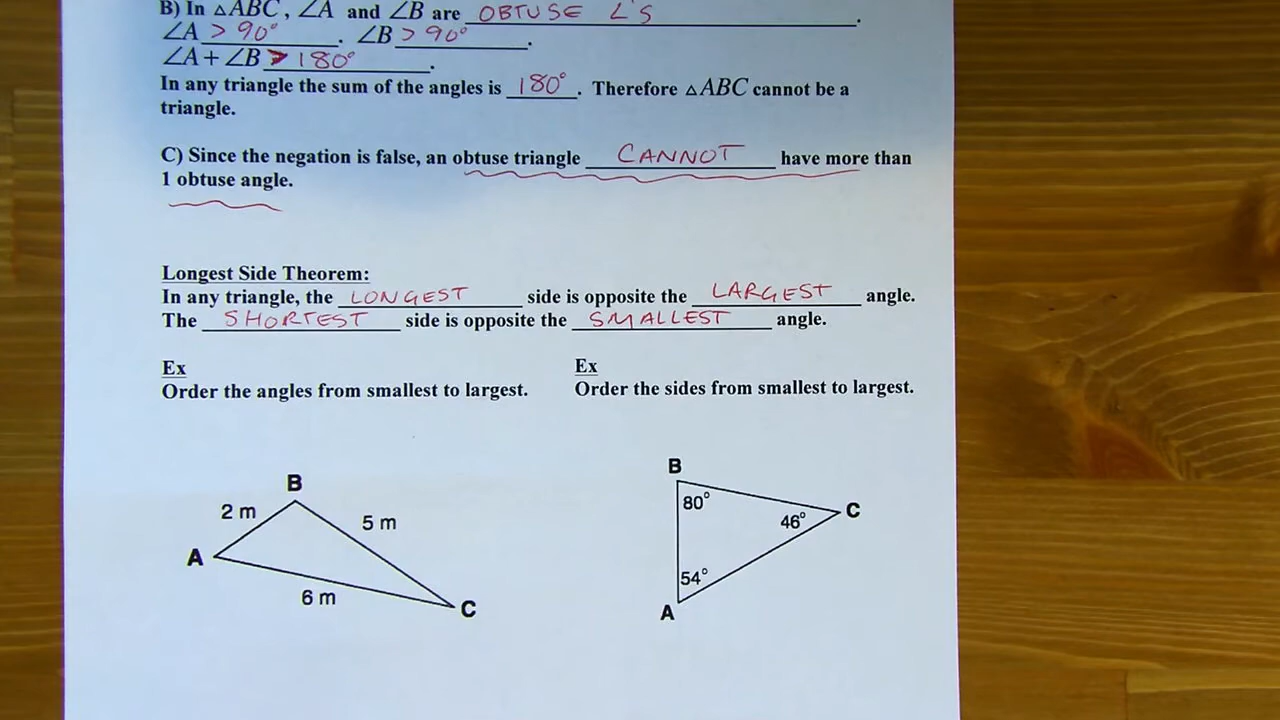 B) In △ABC, ∠A and ∠B are OBTUSE ∠'S.
∠A > 90°. ∠B > 90°.
∠A + ∠B > 180°.
In any triangle the sum of the angles is 180°. Therefore △ABC cannot be a
triangle.
C) Since the negation is false, an obtuse triangle CANNOT have more than
1 obtuse angle.
Longest Side Theorem:
In any triangle, the LONGEST side is opposite the LARGEST angle.
The SHORTEST side is opposite the SMALLEST angle.
Ex
Order the angles from smallest to largest.
Ex
Order the sides from smallest to largest.
B
2 m
5 m
A
6 m
C
B
80°
46°
C
54°
A